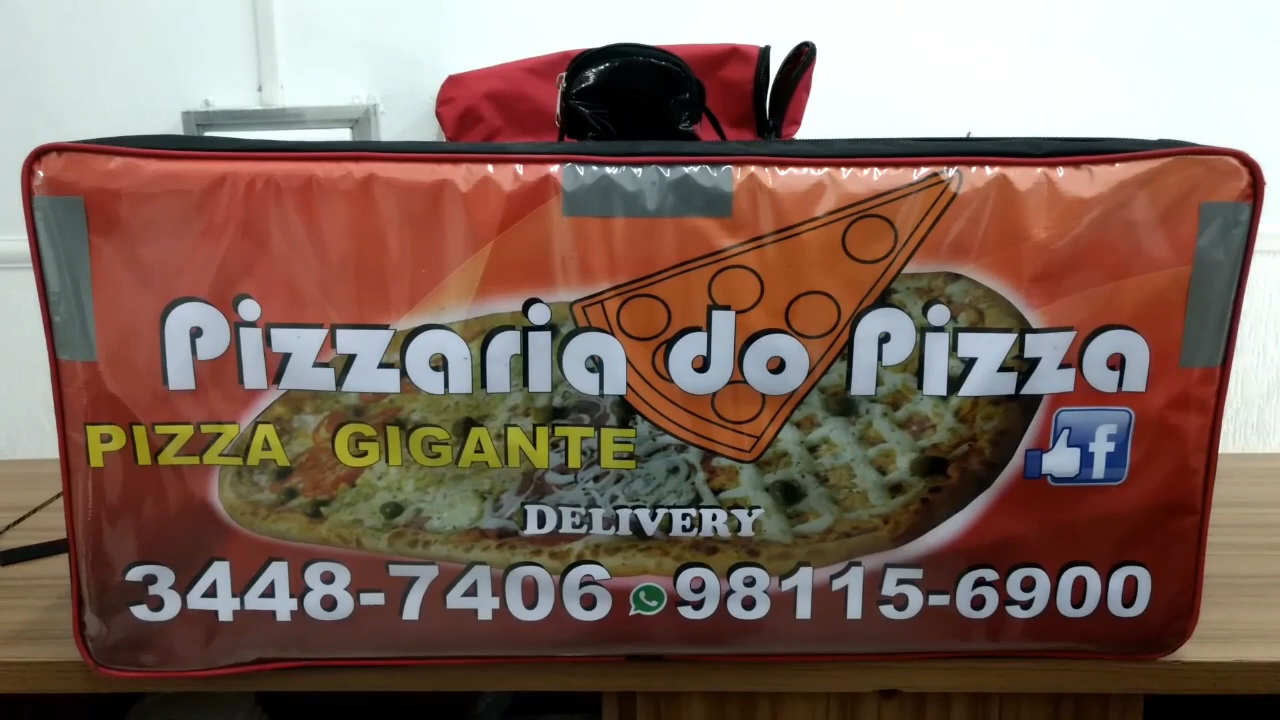 Pizzaria do Pizza
PIZZA GIGANTE
f
DELIVERY
3448-7406 98115-6900